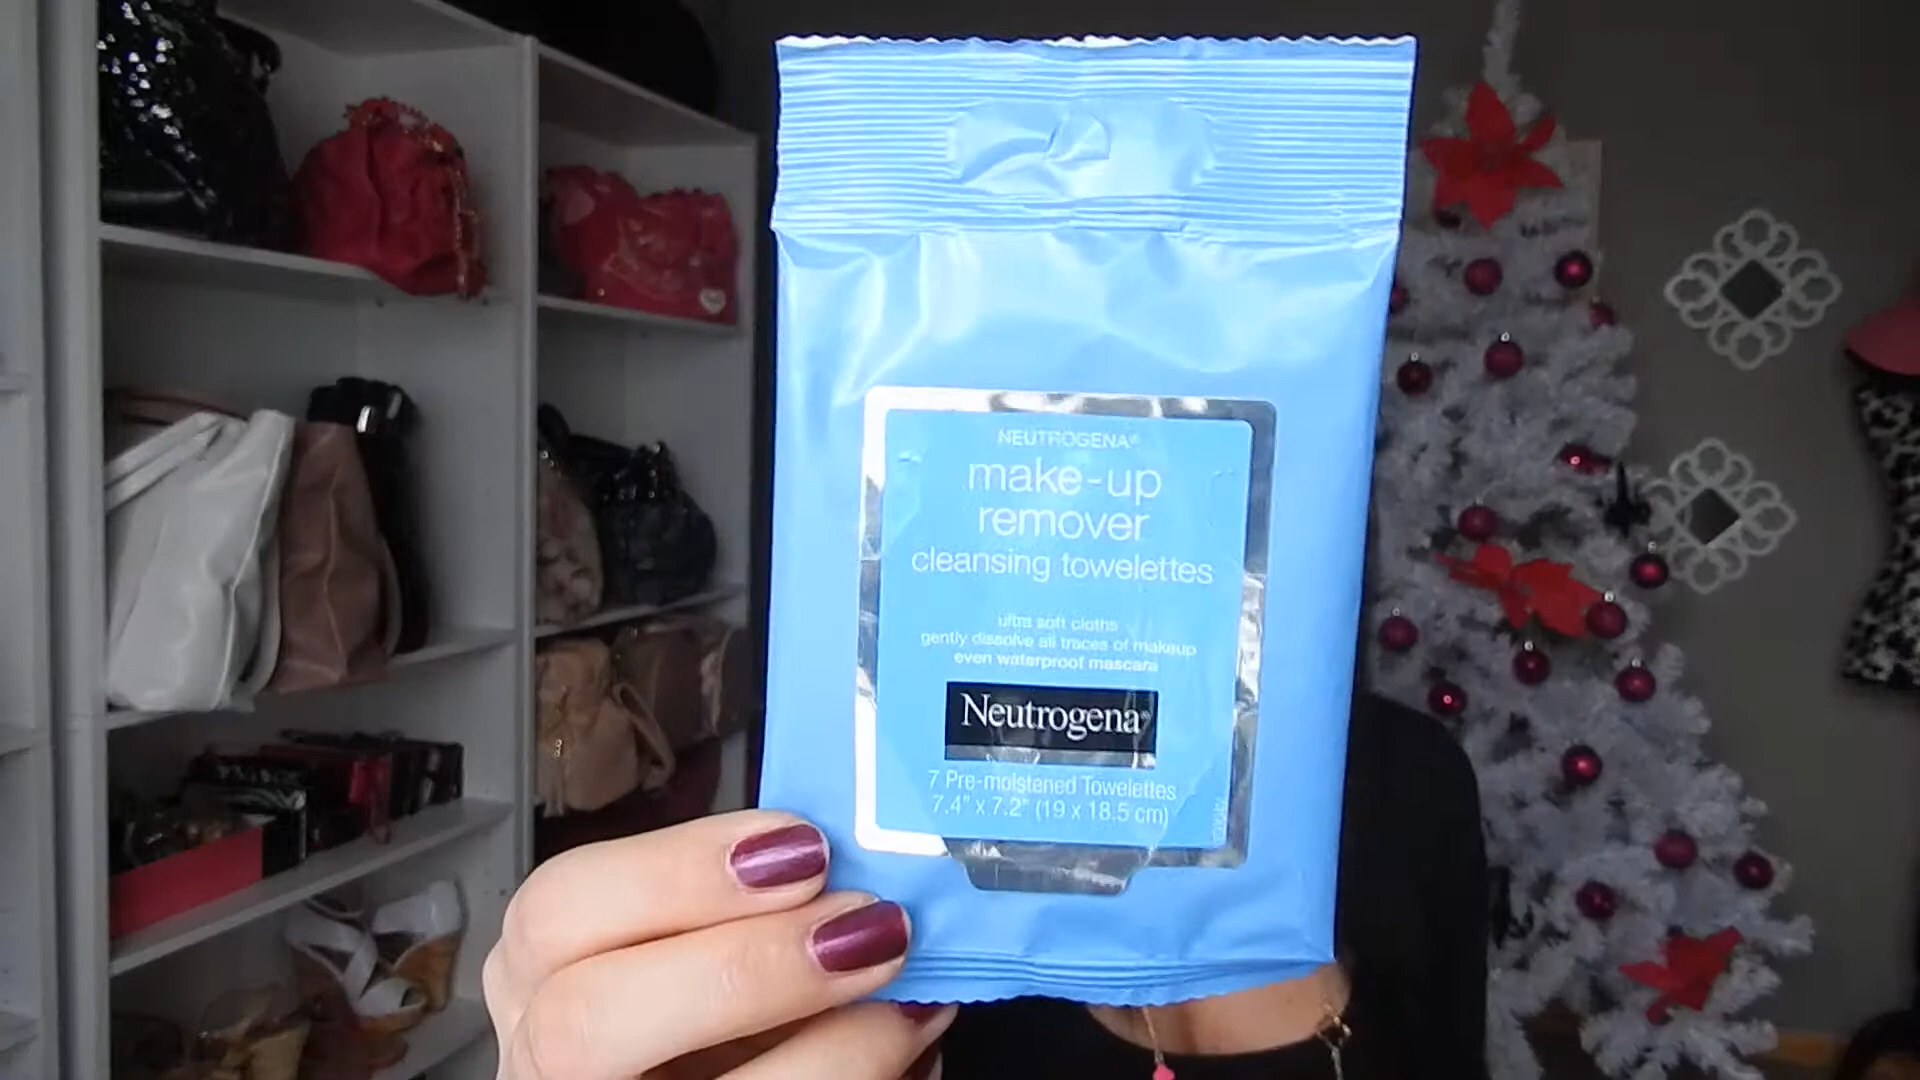 NEUTROGENA®
make-up
remover
cleansing towelettes
ultra soft cloths
gently dissolve all traces of makeup
even waterproof mascara
Neutrogena®
7 Pre-moistened Towelettes
7.4" x 7.2" (19 x 18.5 cm)